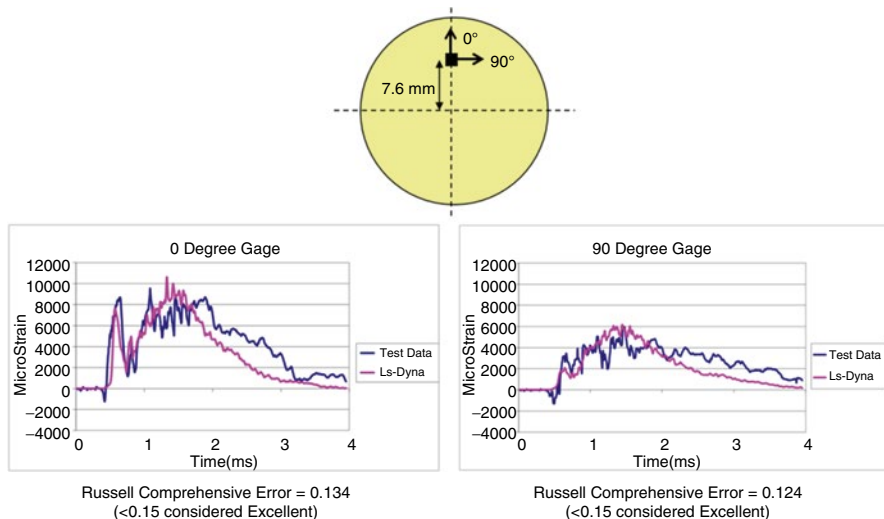 0°
90°
7.6 mm
0 Degree Gage
12000
10000
8000
6000
4000
2000
0
−2000
−4000
MicroStrain
0
1
2
3
4
Time(ms)
Test Data
Ls-Dyna
Russell Comprehensive Error = 0.134
(<0.15 considered Excellent)
90 Degree Gage
12000
10000
8000
6000
4000
2000
0
−2000
−4000
MicroStrain
0
1
2
3
4
Time(ms)
Test Data
Ls-Dyna
Russell Comprehensive Error = 0.124
(<0.15 considered Excellent)